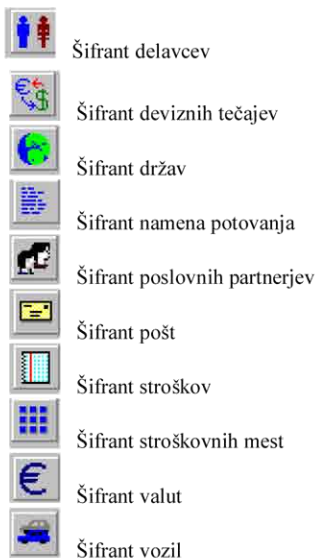 Šifrant delavcev
Šifrant deviznih tečajev
Šifrant držav
Šifrant namena potovanja
Šifrant poslovnih partnerjev
Šifrant pošt
Šifrant stroškov
Šifrant stroškovnih mest
Šifrant valut
Šifrant vozil